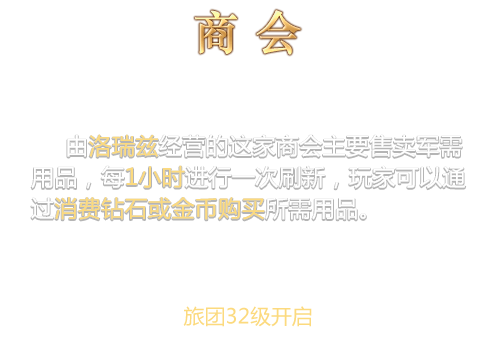 商 会
由洛瑞兹经营的这家商会主要售卖军需
用品，每1小时进行一次刷新，玩家可以通
过消费钻石或金币购买所需用品。
旅团32级开启